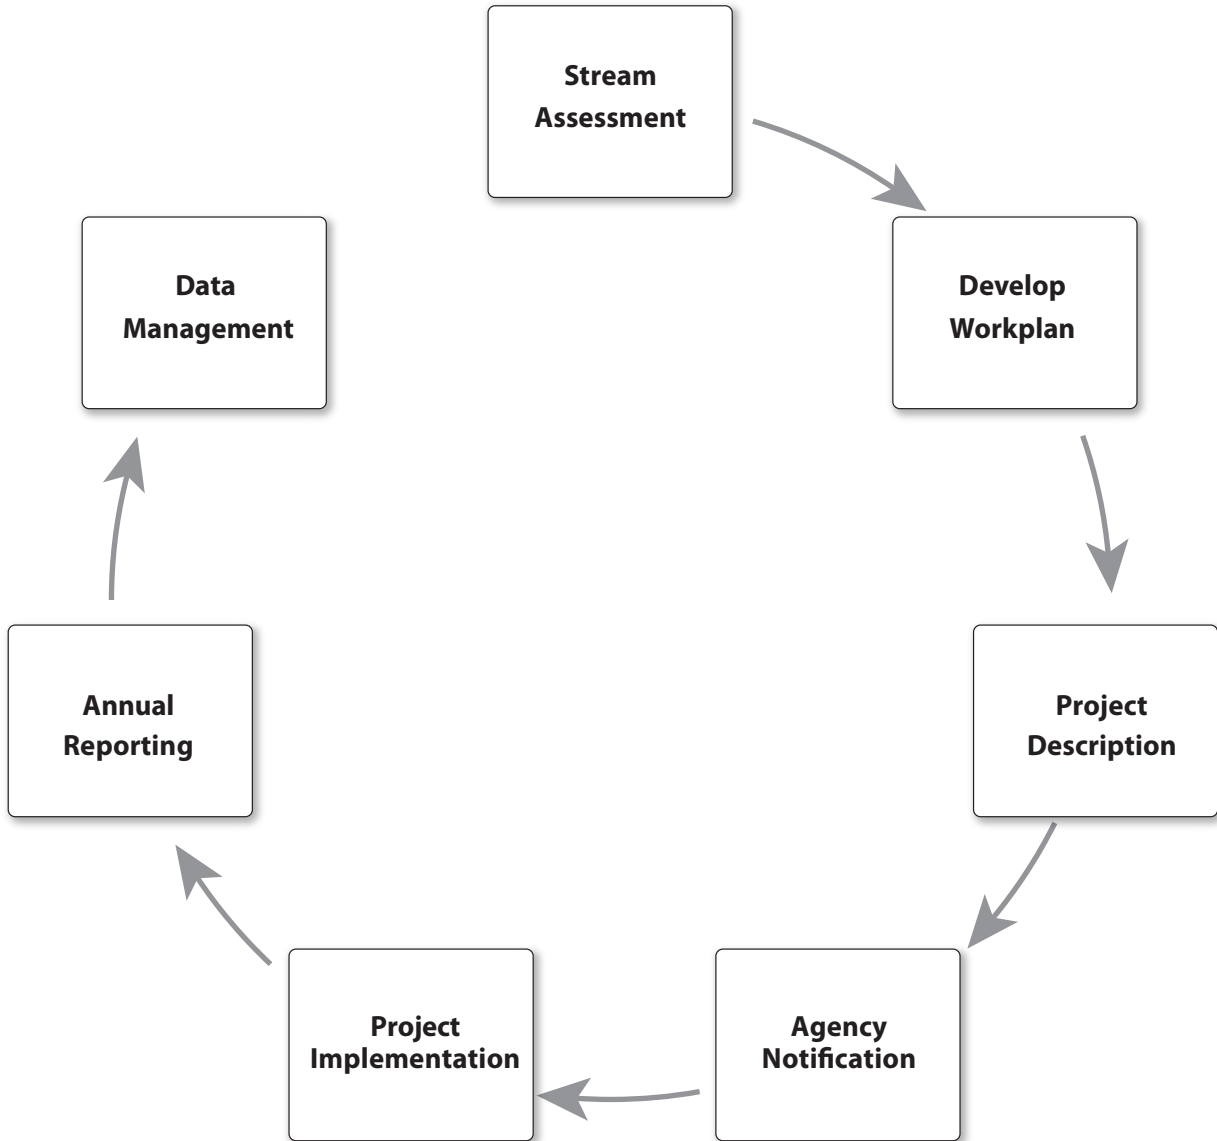 Stream
Assessment
Develop
Workplan
Project
Description
Agency
Notification
Project
Implementation
Annual
Reporting
Data
Management